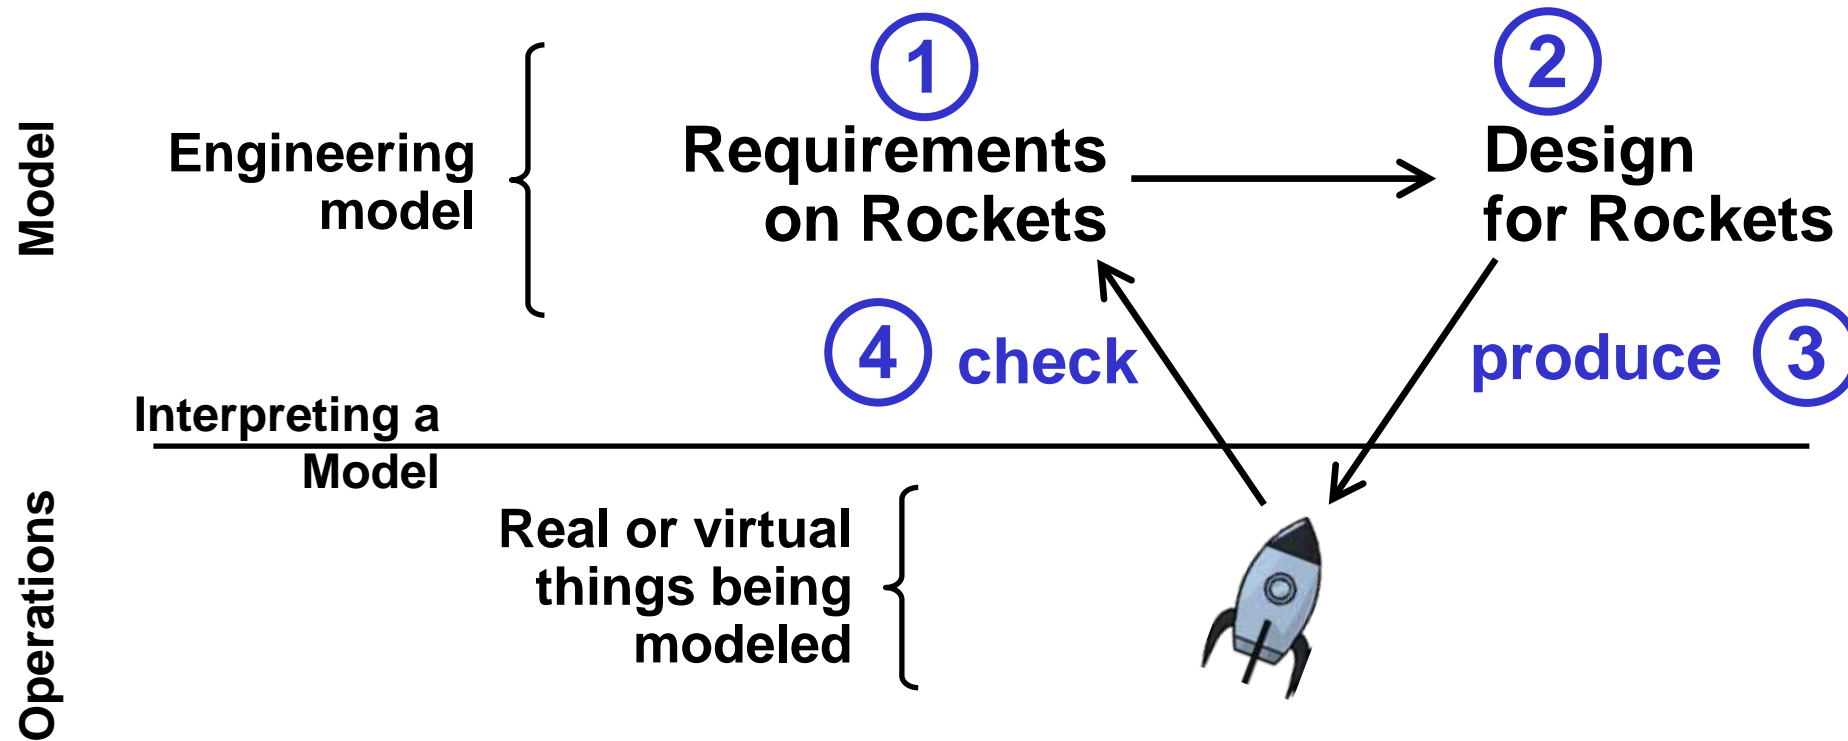 Model
Engineering
model
1
Requirements
on Rockets
2
Design
for Rockets
4 check
produce 3
Interpreting a
Model
Operations
Real or virtual
things being
modeled